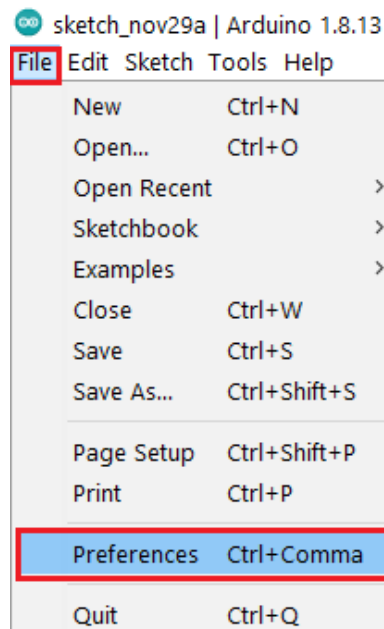 sketch_nov29a | Arduino 1.8.13
File Edit Sketch Tools Help
New Ctrl+N
Open... Ctrl+O
Open Recent >
Sketchbook >
Examples >
Close Ctrl+W
Save Ctrl+S
Save As... Ctrl+Shift+S
Page Setup Ctrl+Shift+P
Print Ctrl+P
Preferences Ctrl+Comma
Quit Ctrl+Q